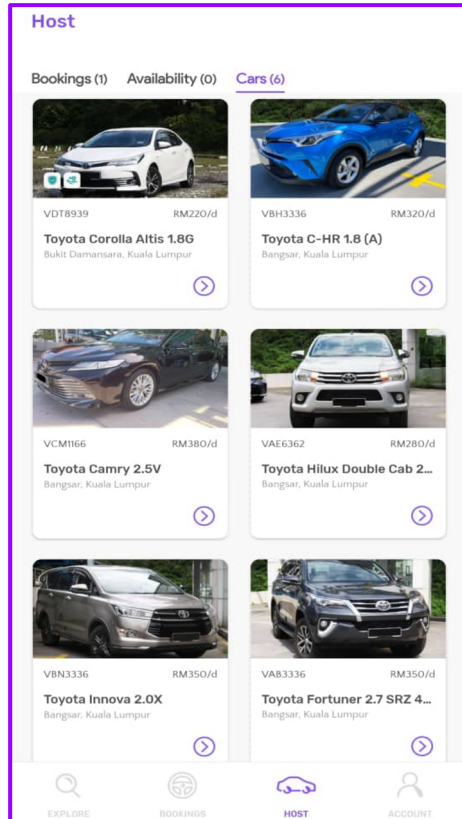 Host
Bookings (1) Availability (0) Cars (6)
VDT8939 RM220/d
Toyota Corolla Altis 1.8G
Bukit Damansara, Kuala Lumpur
VBH3336 RM320/d
Toyota C-HR 1.8 (A)
Bangsar, Kuala Lumpur
VCM1166 RM380/d
Toyota Camry 2.5V
Bangsar, Kuala Lumpur
VAE6362 RM280/d
Toyota Hilux Double Cab 2...
Bangsar, Kuala Lumpur
VBN3336 RM350/d
Toyota Innova 2.0X
Bangsar, Kuala Lumpur
VAB3336 RM350/d
Toyota Fortuner 2.7 SRZ 4...
Bangsar, Kuala Lumpur
EXPLORE BOOKINGS HOST ACCOUNT